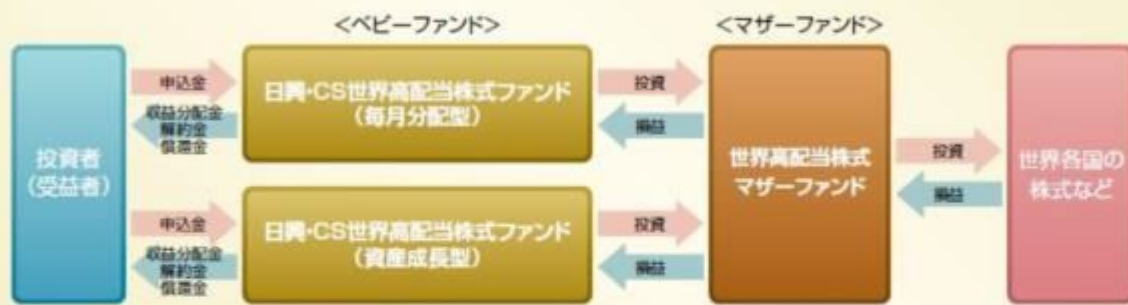 <ベビーファンド>
<マザーファンド>
投資者
(受益者)
申込金
収益分配金
解約金
償還金
日興・CS世界高配当株式ファンド
(毎月分配型)
投資
損益
申込金
収益分配金
解約金
償還金
日興・CS世界高配当株式ファンド
(資産成長型)
投資
損益
世界高配当株式
マザーファンド
投資
損益
世界各国の
株式など